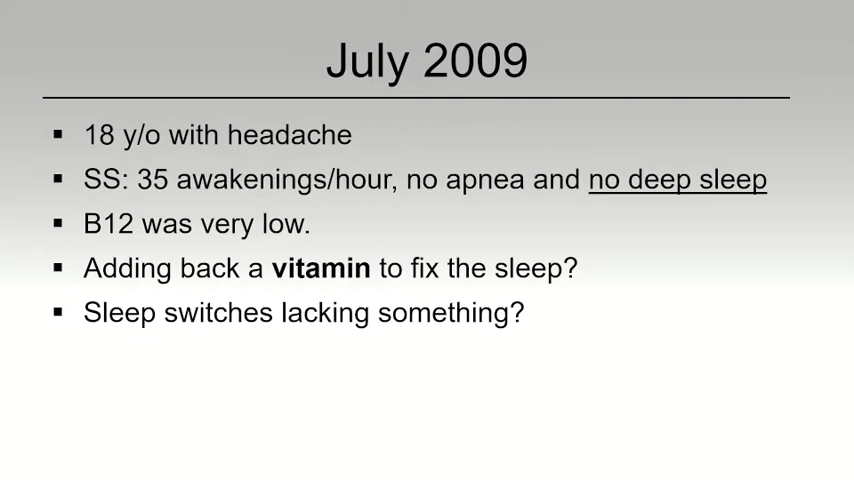 July 2009
▪ 18 y/o with headache
▪ SS: 35 awakenings/hour, no apnea and no deep sleep
▪ B12 was very low.
▪ Adding back a vitamin to fix the sleep?
▪ Sleep switches lacking something?